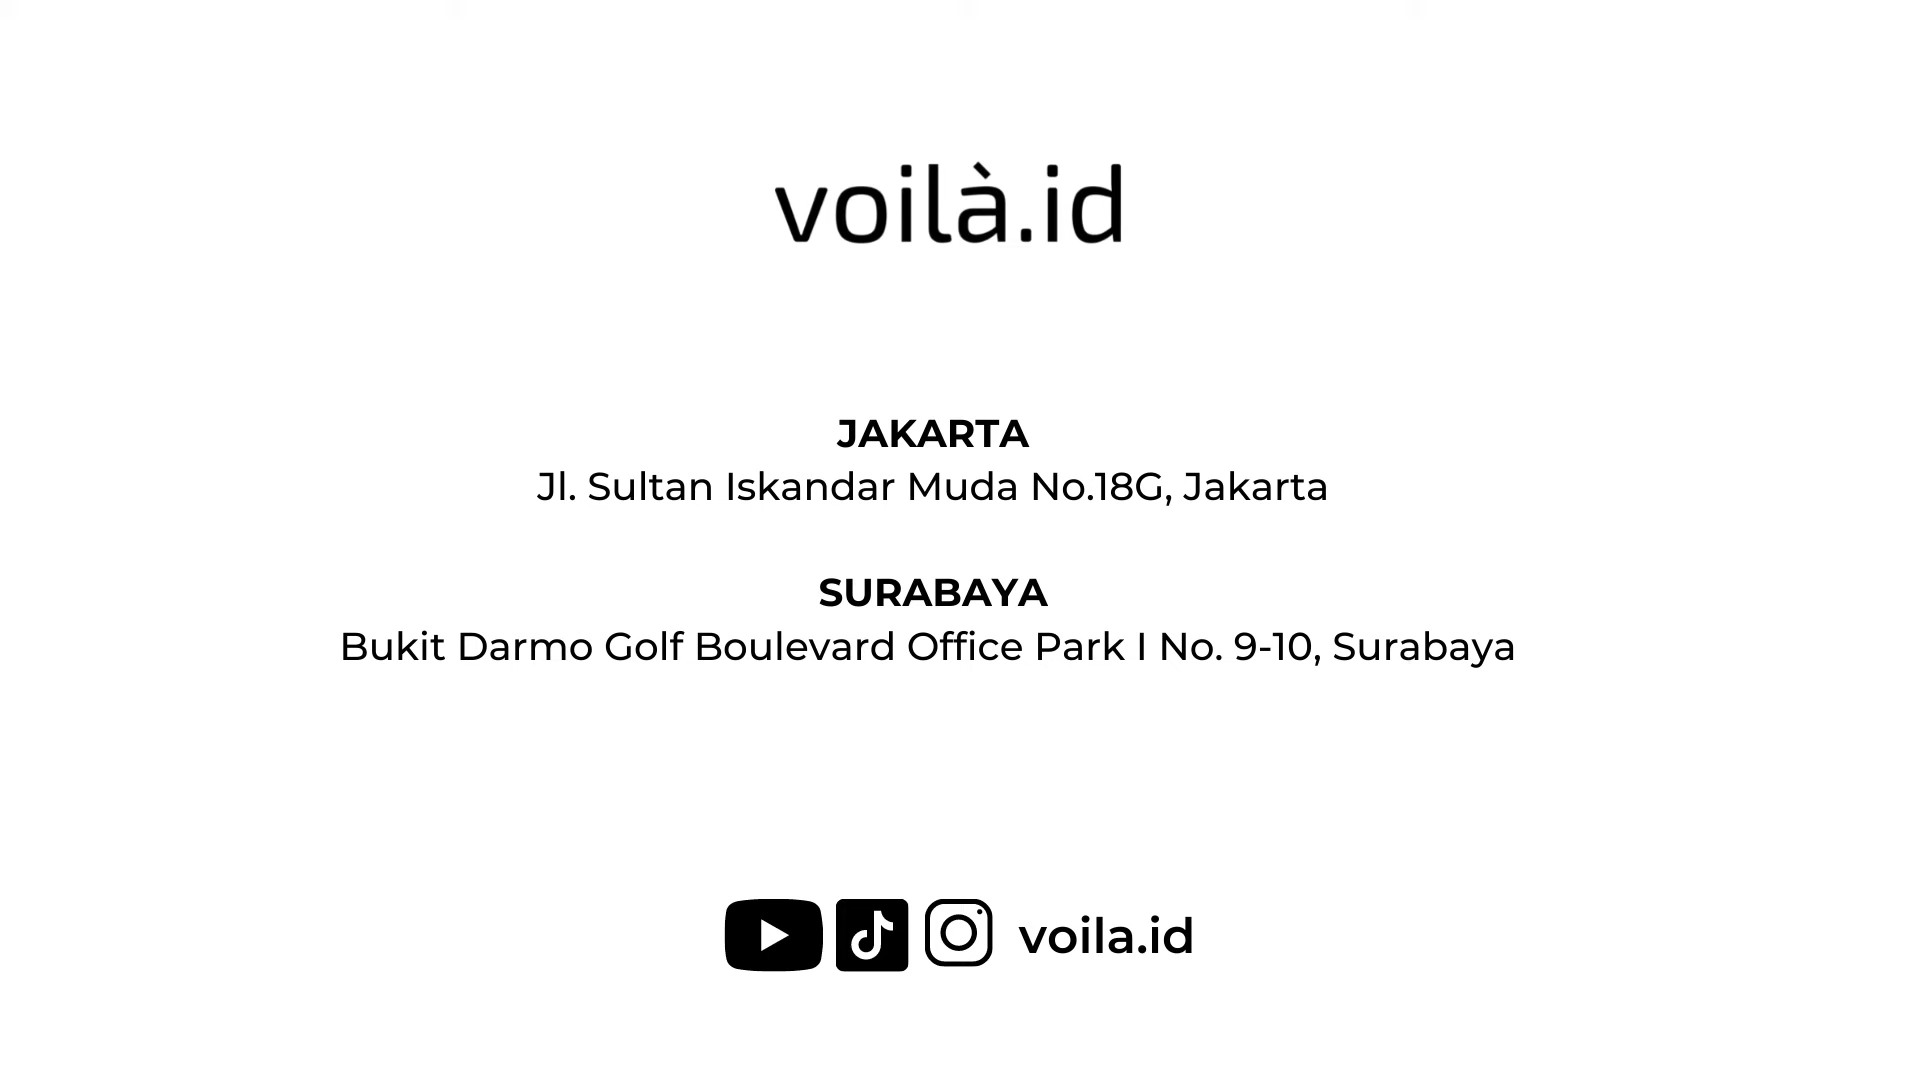 voilà.id
JAKARTA
Jl. Sultan Iskandar Muda No.18G, Jakarta
SURABAYA
Bukit Darmo Golf Boulevard Office Park I No. 9-10, Surabaya
voila.id